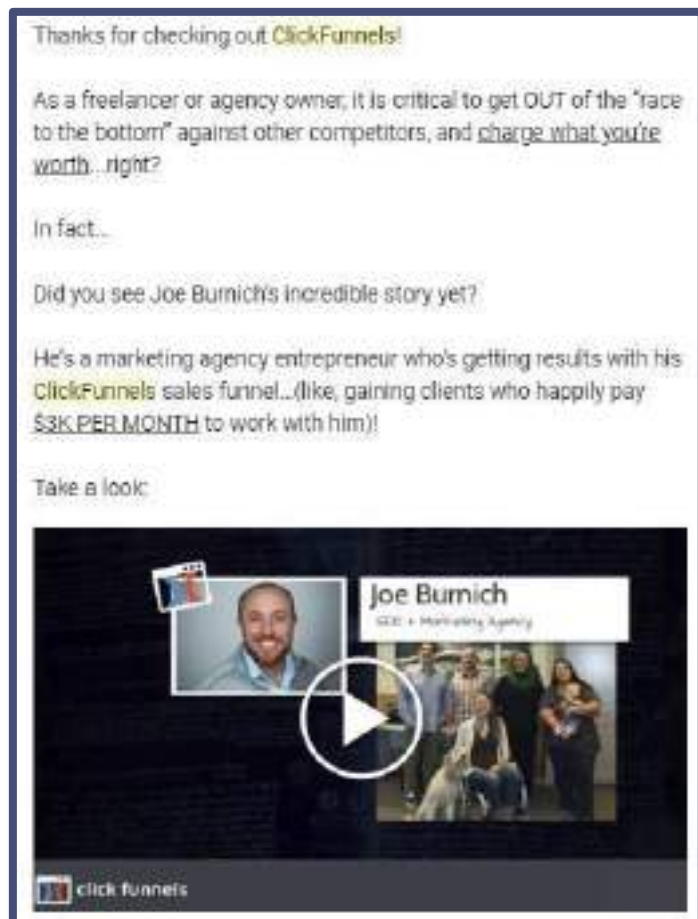 Thanks for checking out ClickFunnels!
As a freelancer or agency owner, it is critical to get OUT of the "race
to the bottom" against other competitors, and charge what you're
worth...right?
In fact...
Did you see Joe Burnich's incredible story yet?
He's a marketing agency entrepreneur who's getting results with his
ClickFunnels sales funnel...(like, gaining clients who happily pay
$3K PER MONTH to work with him)!
Take a look:
Joe Burnich
CEO + Marketing Agency
click funnels